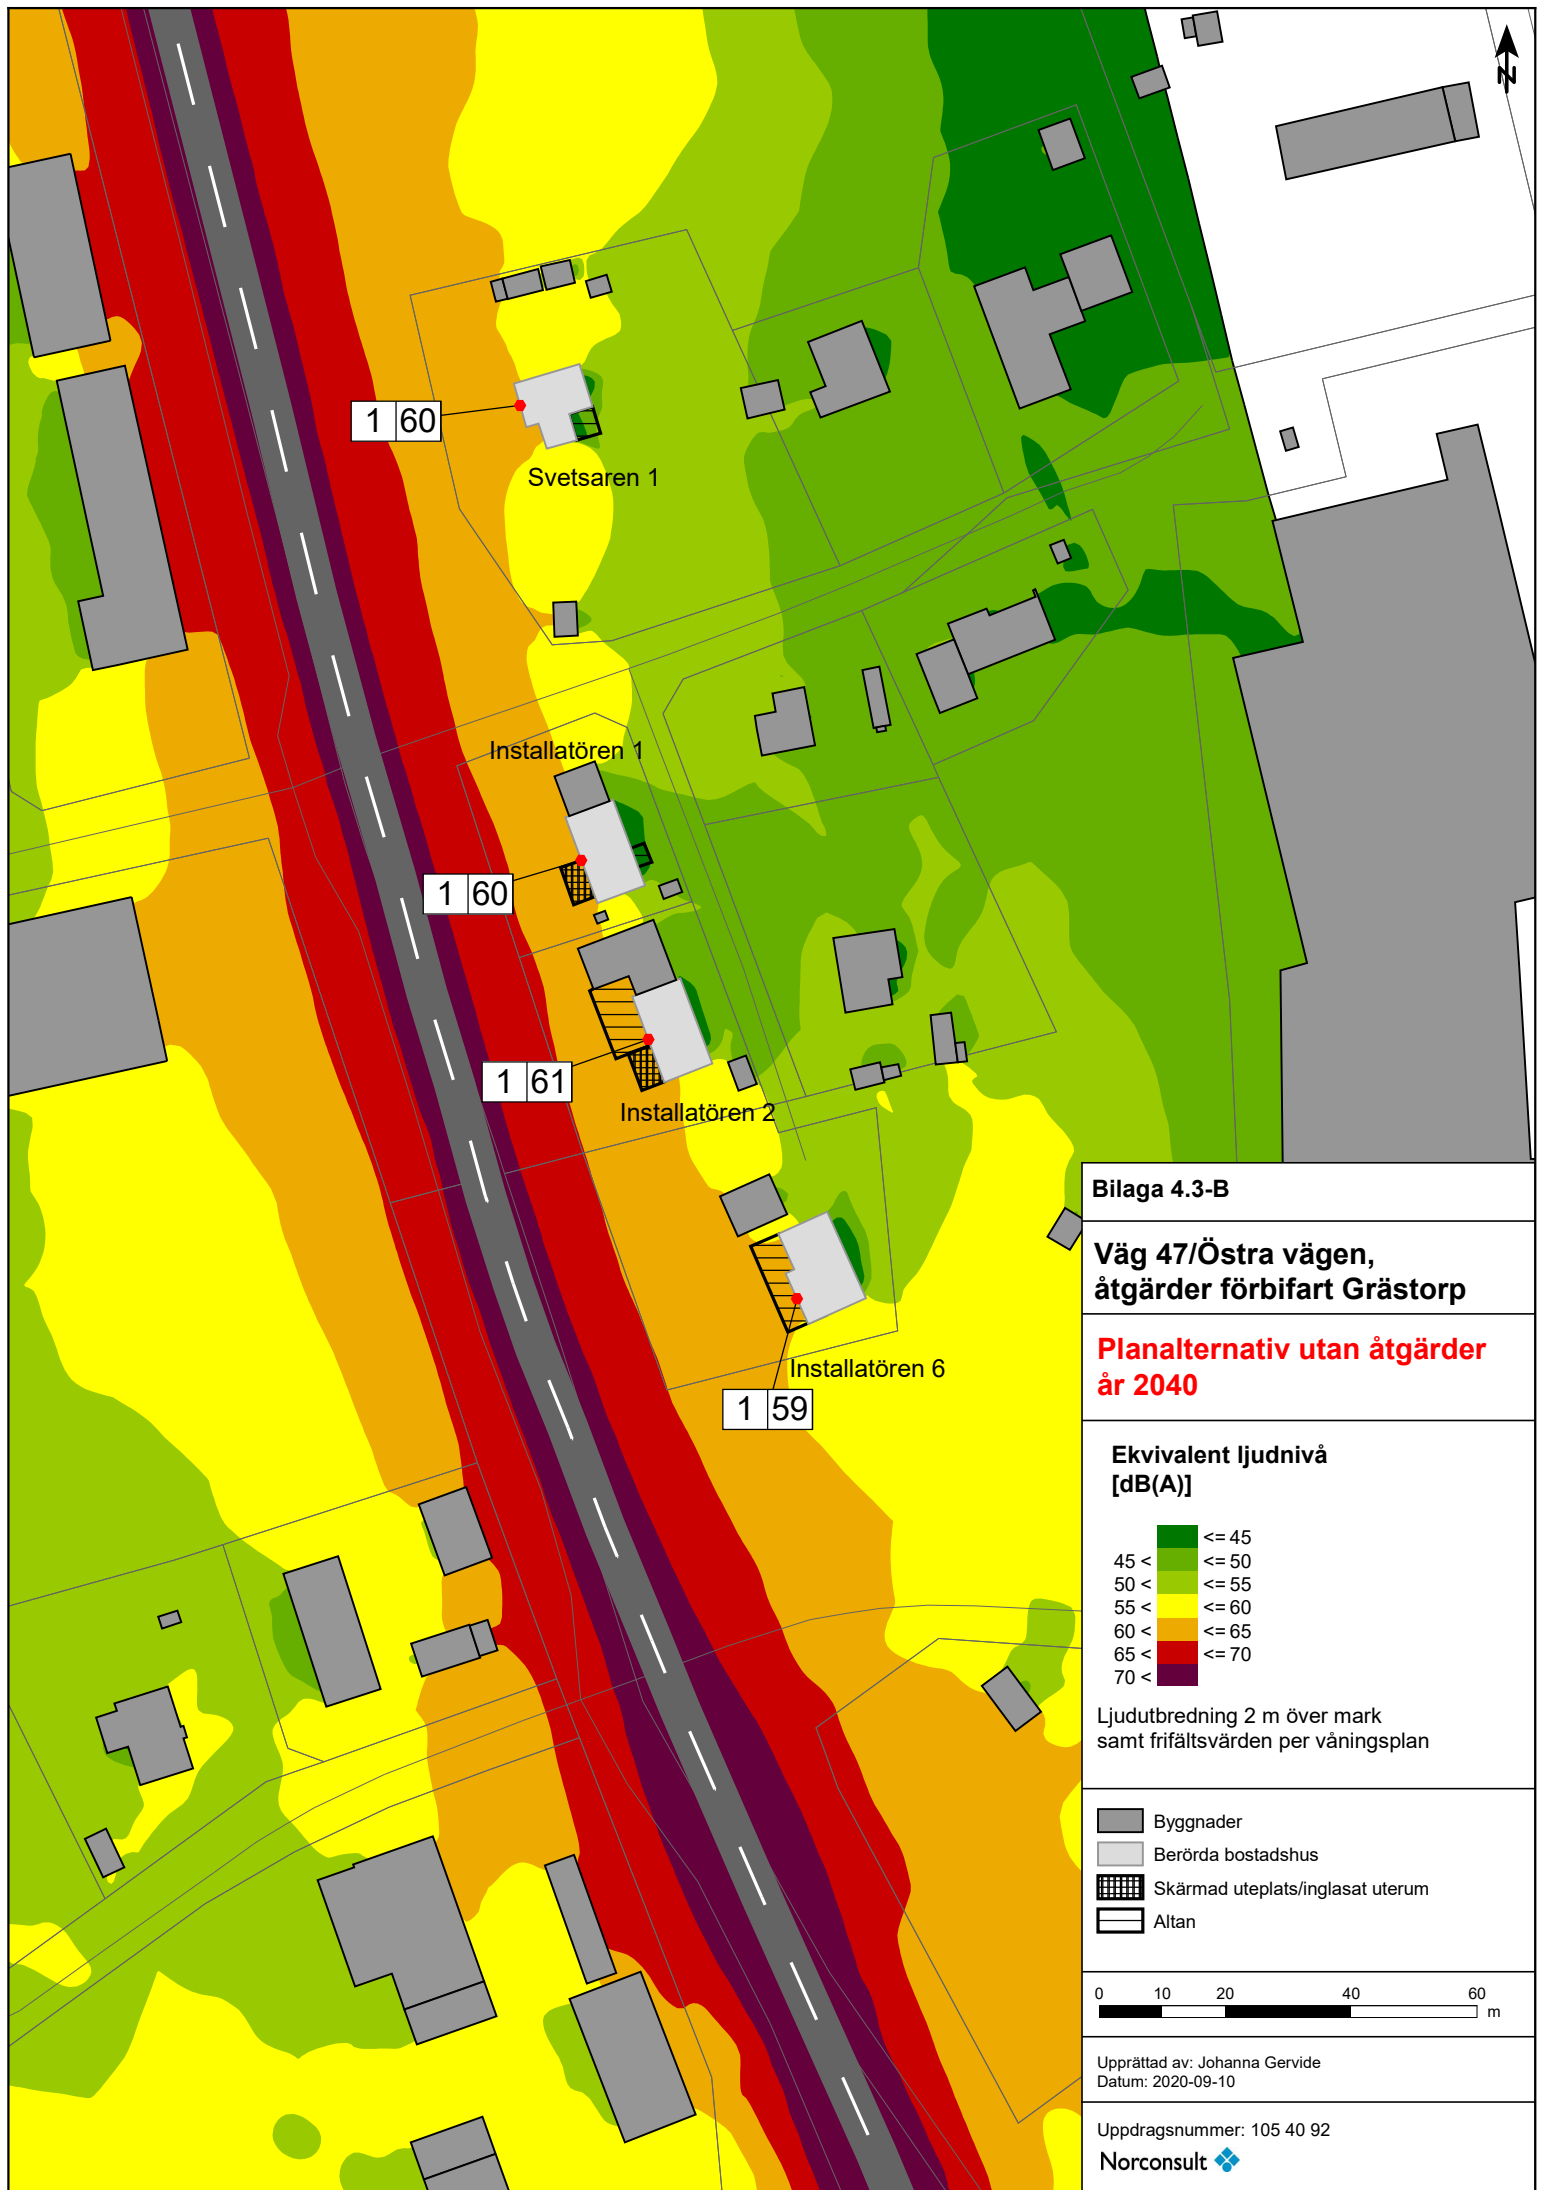 N
1 60
Svetsaren 1
Installatören 1
1 60
1 61
Installatören 2
Installatören 6
1 59
Bilaga 4.3-B
Väg 47/Östra vägen,
åtgärder förbifart Grästorp
Planalternativ utan åtgärder
år 2040
Ekvivalent ljudnivå
[dB(A)]
<= 45
45 < <= 50
50 < <= 55
55 < <= 60
60 < <= 65
65 < <= 70
70 <
Ljudutbredning 2 m över mark
samt frifältsvärden per våningsplan
Byggnader
Berörda bostadshus
Skärmad uteplats/inglasat uterum
Altan
0 10 20 40 60
m
Upprättad av: Johanna Gervide
Datum: 2020-09-10
Uppdragsnummer: 105 40 92
Norconsult